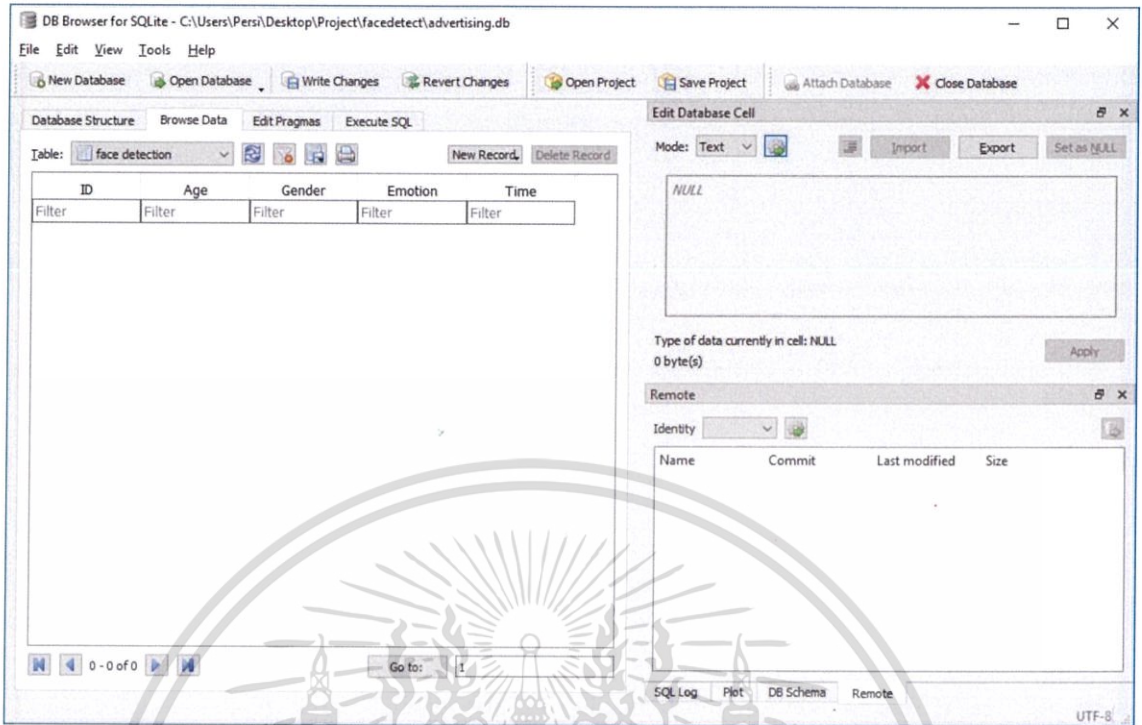 DB Browser for SQLite - C:\Users\Persi\Desktop\Project\facedetect\advertising.db
File Edit View Tools Help
New Database Open Database Write Changes Revert Changes Open Project Save Project Attach Database Close Database
Database Structure Browse Data Edit Pragmas Execute SQL
Table: face detection New Record Delete Record
ID Age Gender Emotion Time
Filter Filter Filter Filter Filter
0 - 0 of 0 Go to: 1
Edit Database Cell
Mode: Text Import Export Set as NULL
NULL
Type of data currently in cell: NULL
0 byte(s)
Apply
Remote
Identity
Name Commit Last modified Size
SQL Log Plot DB Schema Remote
UTF-8